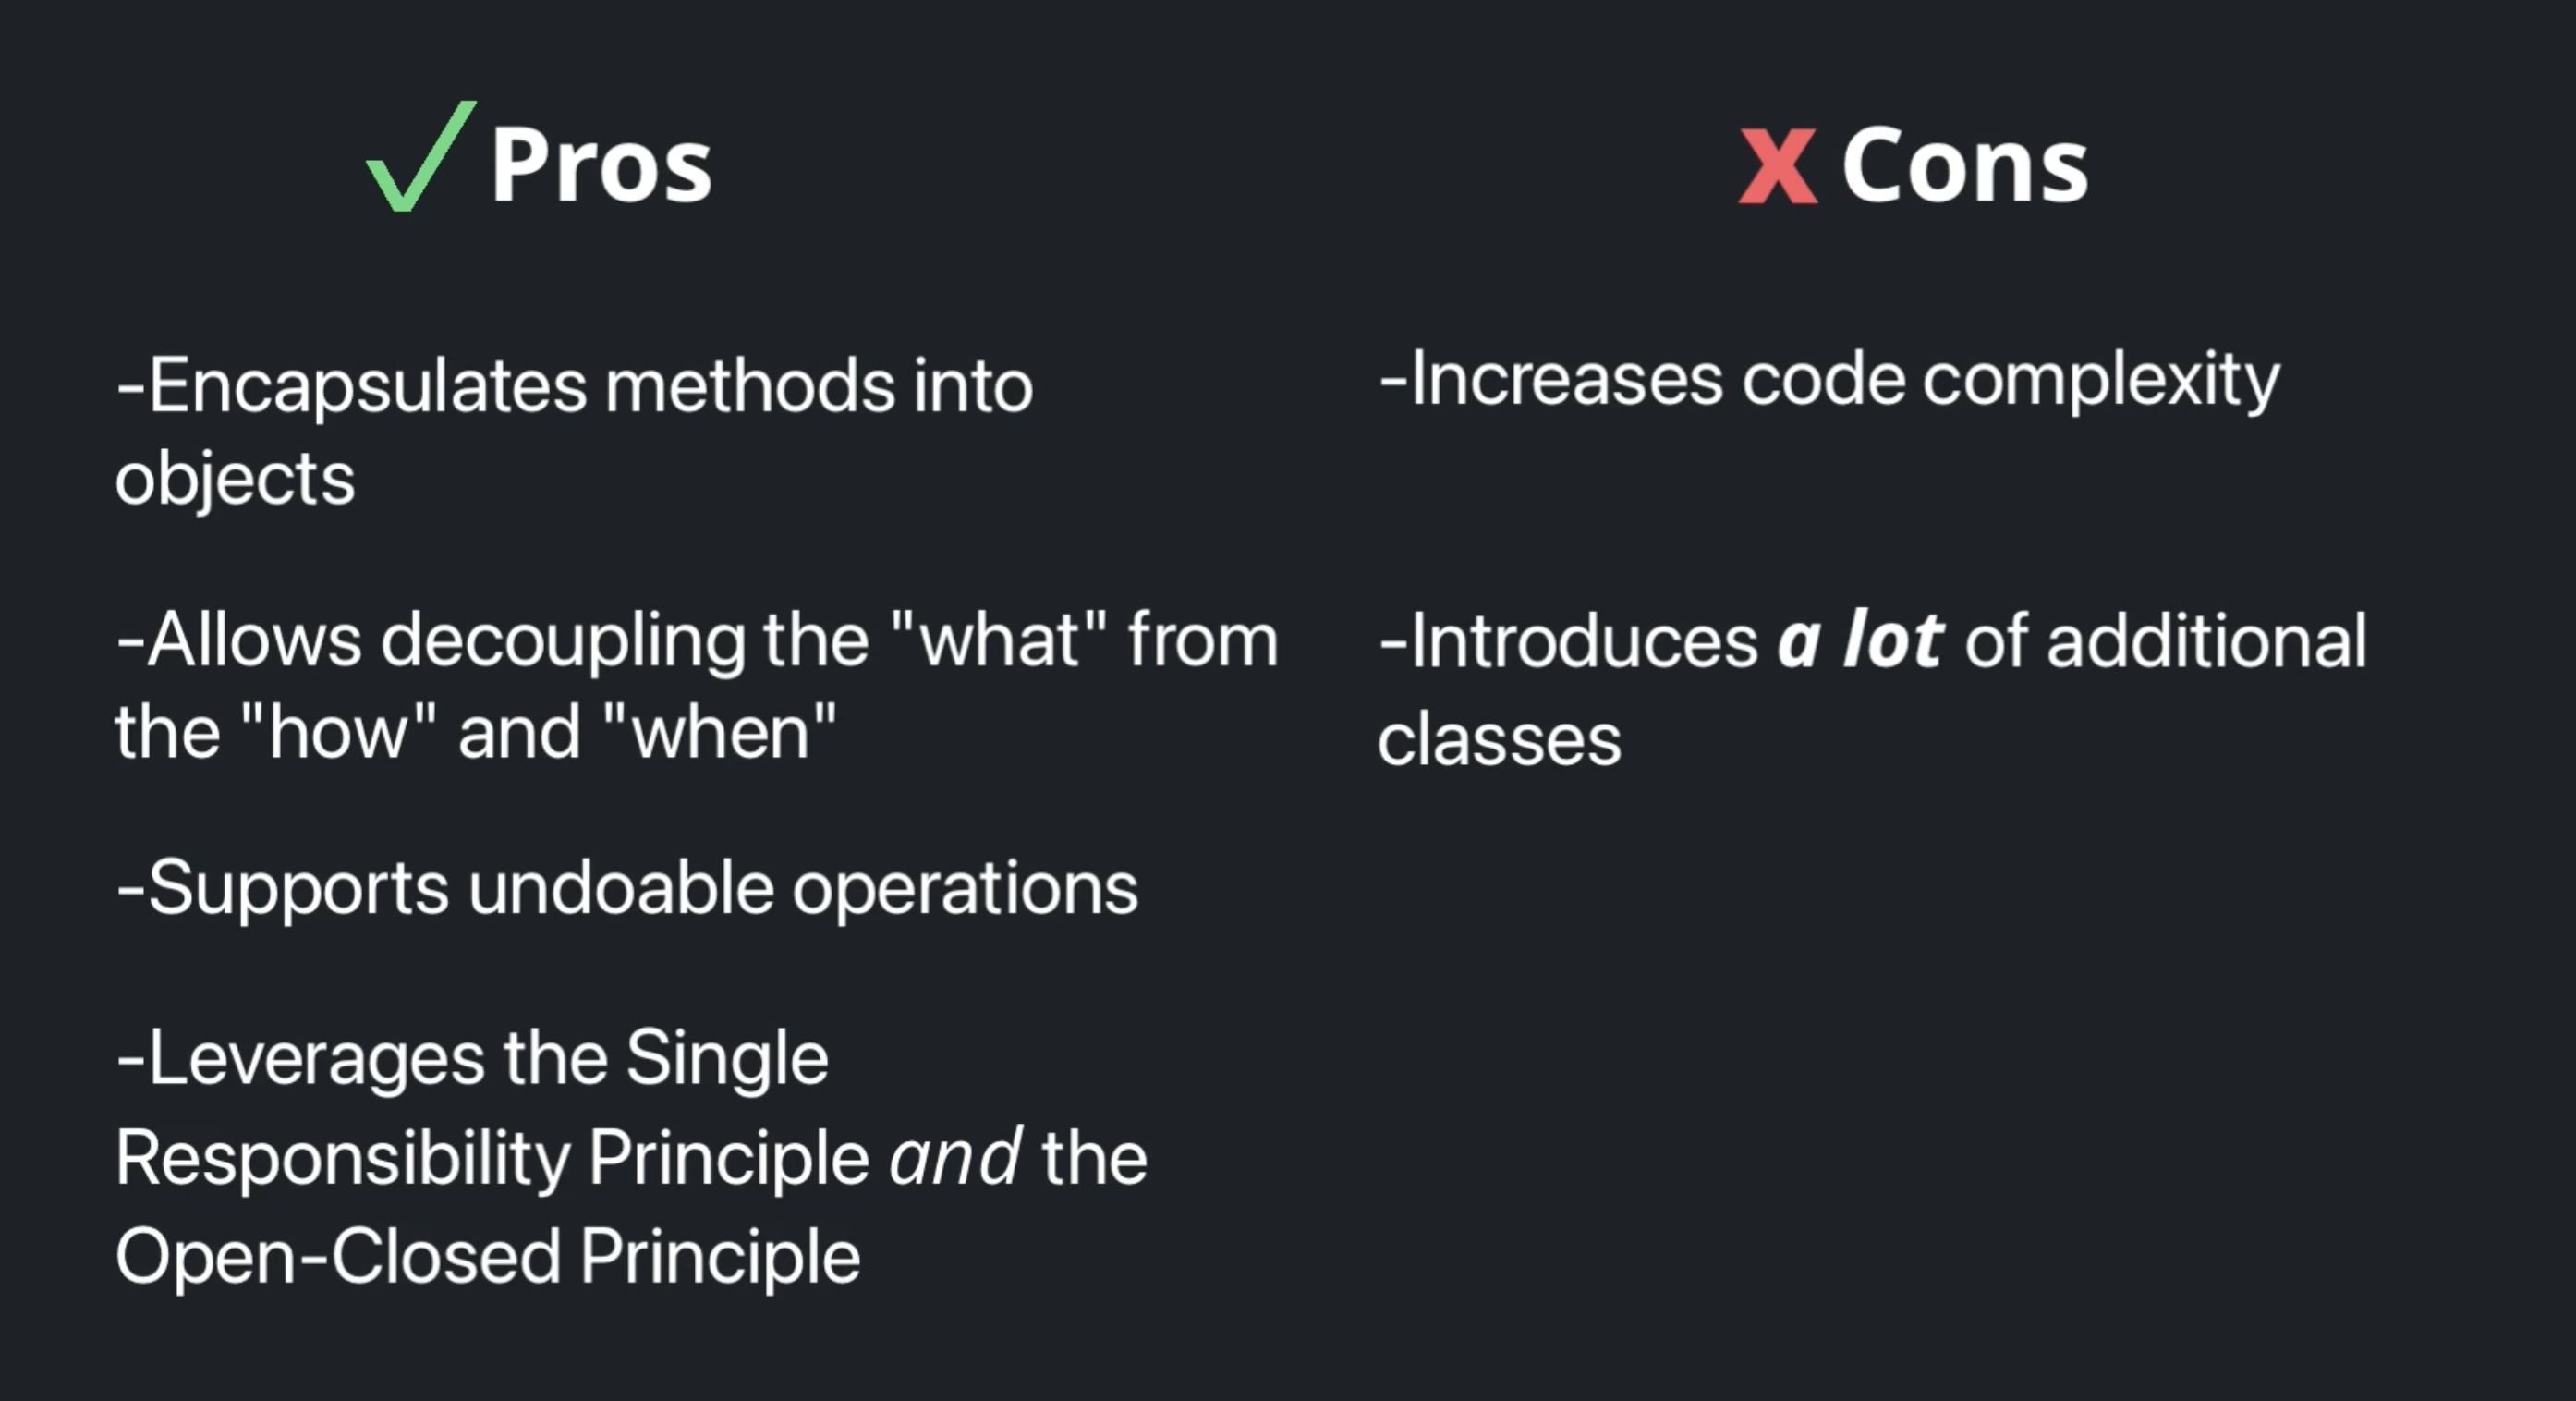 ✓ Pros
-Encapsulates methods into
objects
-Allows decoupling the "what" from
the "how" and "when"
-Supports undoable operations
-Leverages the Single
Responsibility Principle and the
Open-Closed Principle
X Cons
-Increases code complexity
-Introduces a lot of additional
classes